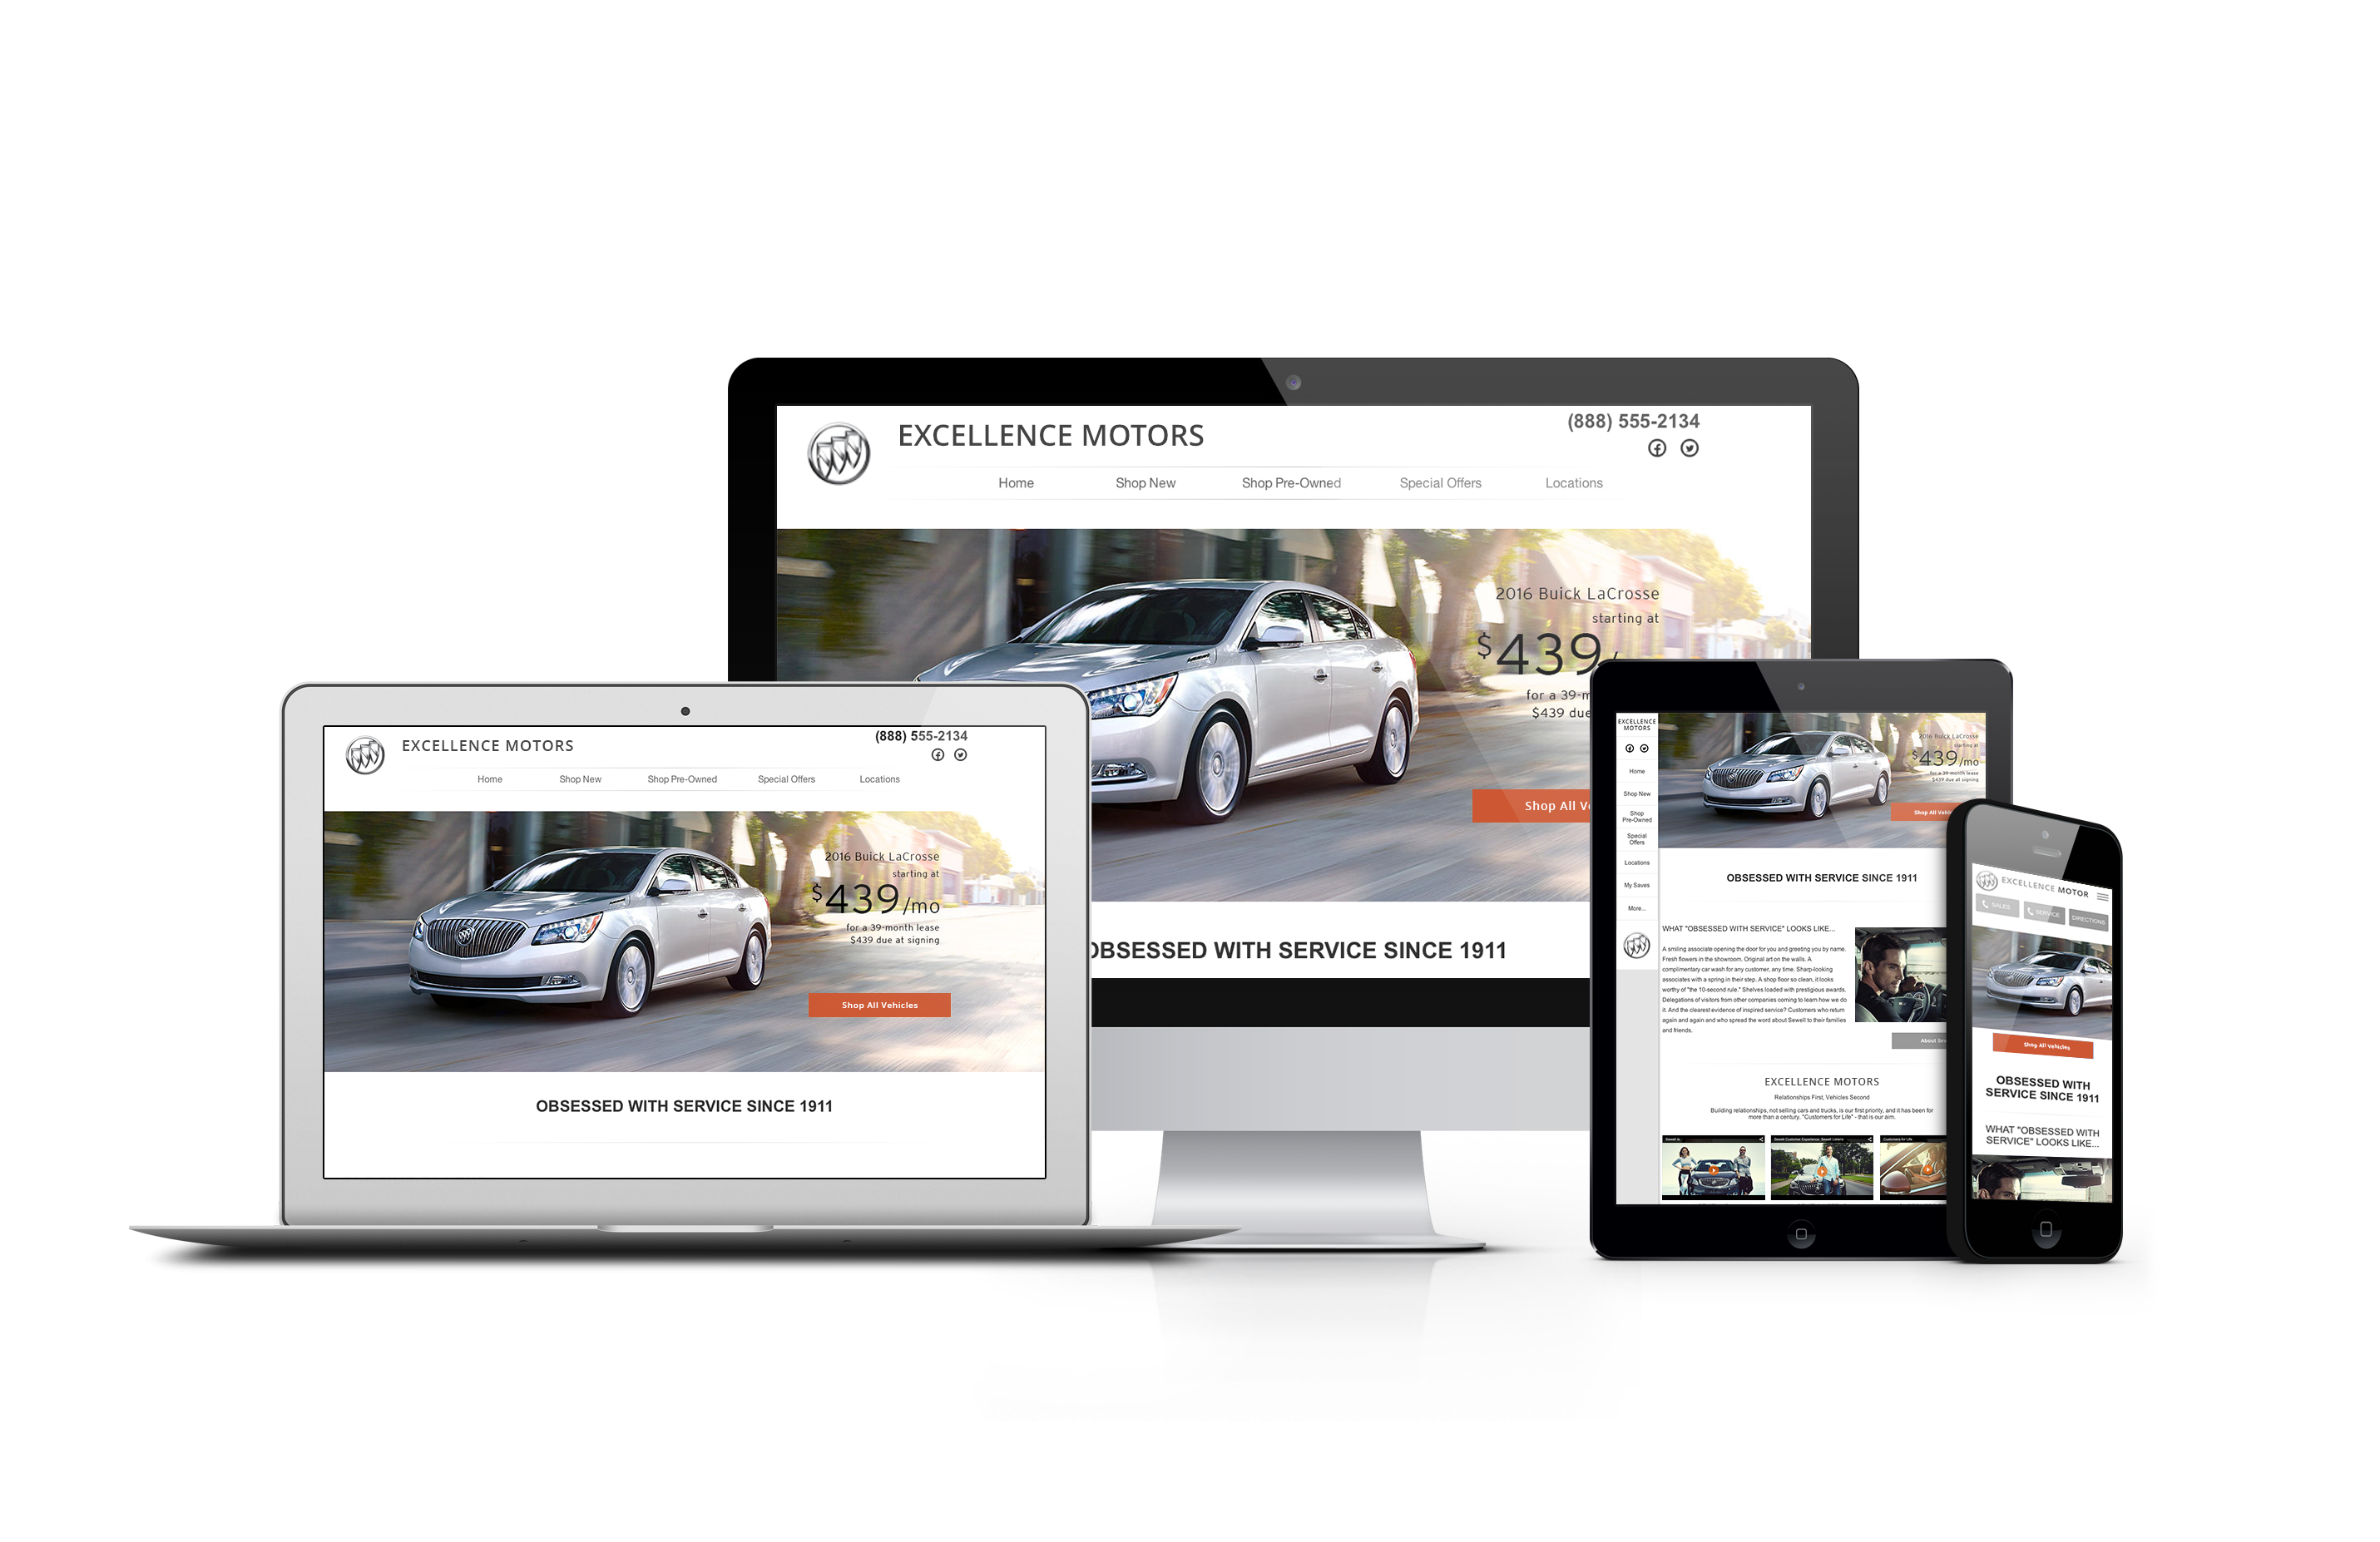 EXCELLENCE MOTORS
(888) 555-2134
Home Shop New Shop Pre-Owned Special Offers Locations
2016 Buick LaCrosse
starting at
$439/
for a 39-m
$439 due
Shop All Ve
OBSESSED WITH SERVICE SINCE 1911
EXCELLENCE MOTORS
(888) 555-2134
Home Shop New Shop Pre-Owned Special Offers Locations
2016 Buick LaCrosse
starting at
$439/mo
for a 39-month lease
$439 due at signing
Shop All Vehicles
OBSESSED WITH SERVICE SINCE 1911
EXCELLENCE
MOTORS
Home
Shop New
Shop
Pre-Owned
Special
Offers
Locations
My Saves
More...
2016 Buick LaCrosse
starting at
$439/mo
for a 39-month lease
$439 due at signing
Shop All Vehi
OBSESSED WITH SERVICE SINCE 1911
WHAT "OBSESSED WITH SERVICE" LOOKS LIKE...
A smiling associate opening the door for you and greeting you by name.
Fresh flowers in the showroom. Original art on the walls. A
complimentary car wash for any customer, any time. Sharp-looking
associates with a spring in their step. A shop floor so clean, it looks
worthy of "the 10-second rule." Shelves loaded with prestigious awards.
Delegations of visitors from other companies coming to learn how we do
it. And the clearest evidence of inspired service? Customers who return
again and again and who spread the word about Sewell to their families
and friends.
About
EXCELLENCE MOTORS
Relationships First, Vehicles Second
Building relationships, not selling cars and trucks, is our first priority, and it has been for
more than a century. "Customers for Life" - that is our aim.
Sewell Customer Experience: Sewell Listens
Customers for Life
EXCELLENCE MOTOR
SALES SERVICE DIRECTIONS
Shop All Vehicles
OBSESSED WITH
SERVICE SINCE 1911
WHAT "OBSESSED WITH
SERVICE" LOOKS LIKE...